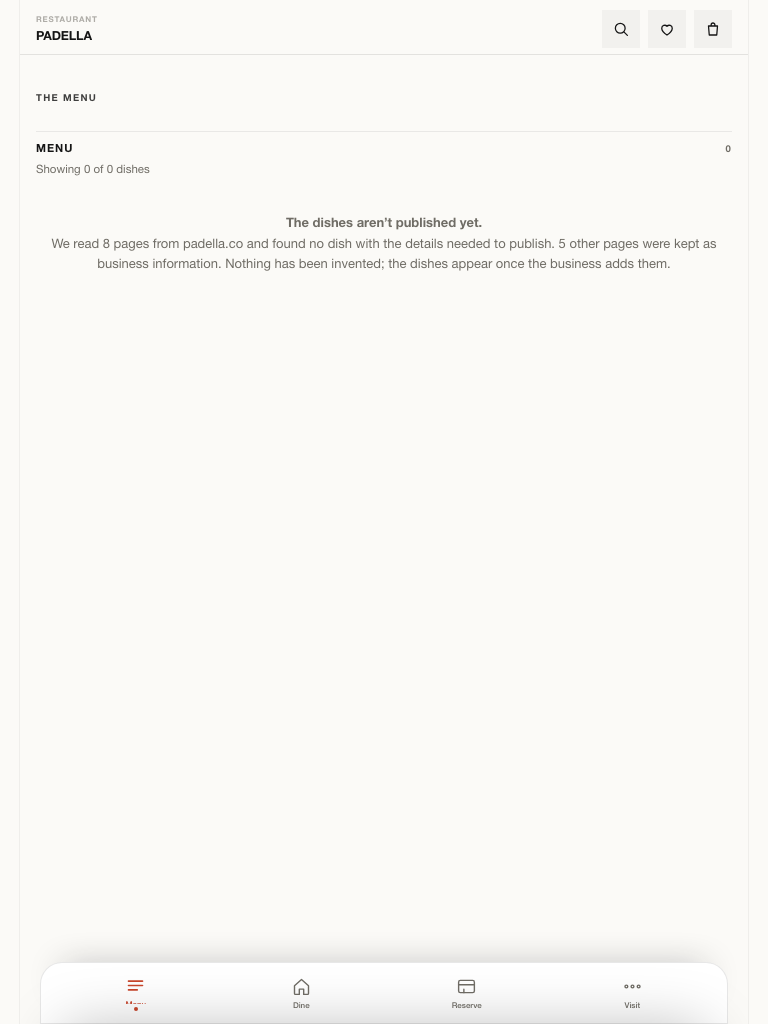 RESTAURANT
PADELLA
THE MENU
MENU
0
Showing 0 of 0 dishes
The dishes aren't published yet.
We read 8 pages from padella.co and found no dish with the details needed to publish. 5 other pages were kept as
business information. Nothing has been invented; the dishes appear once the business adds them.
Dine
Reserve
Visit